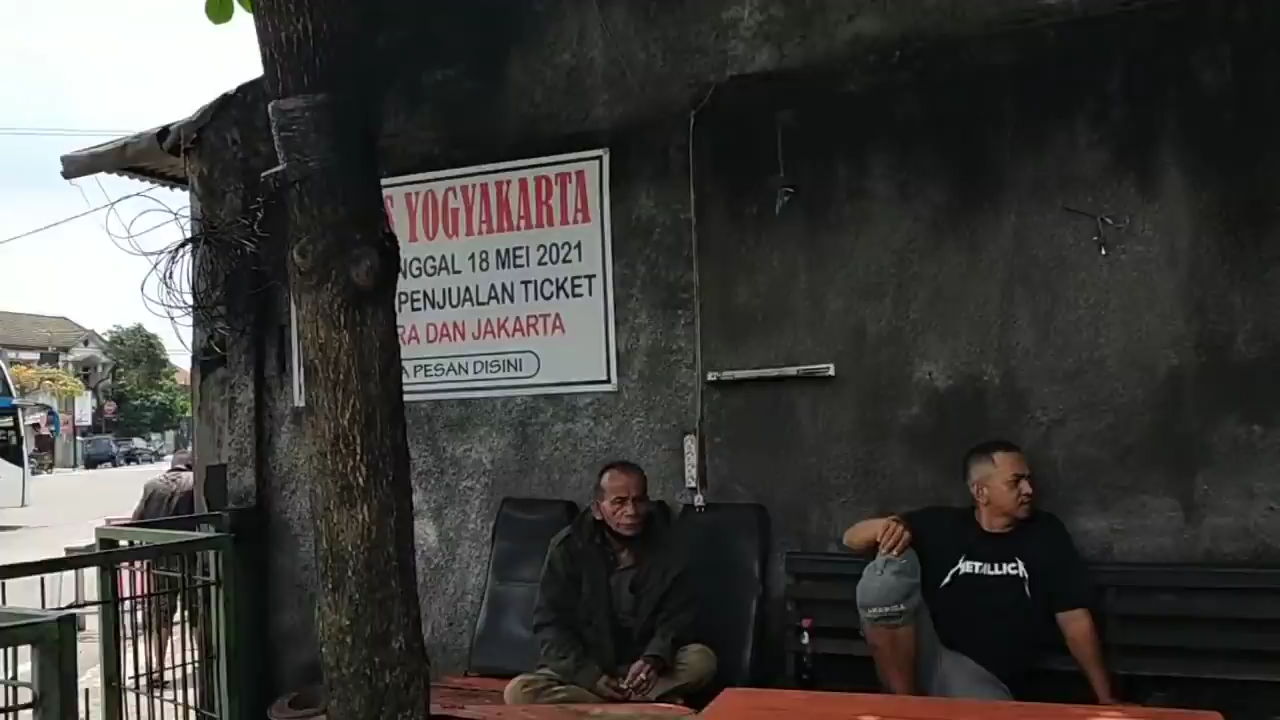 YOGYAKARTA
NGGAL 18 MEI 2021
PENJUALAN TICKET
RA DAN JAKARTA
A PESAN DISINI
METALLICA